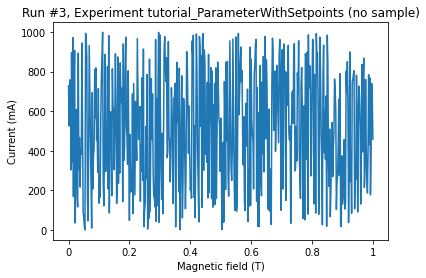 Run #3, Experiment tutorial_ParameterWithSetpoints (no sample)
1000
800
600
400
200
0
Current (mA)
0 0.2 0.4 0.6 0.8 1
Magnetic field (T)